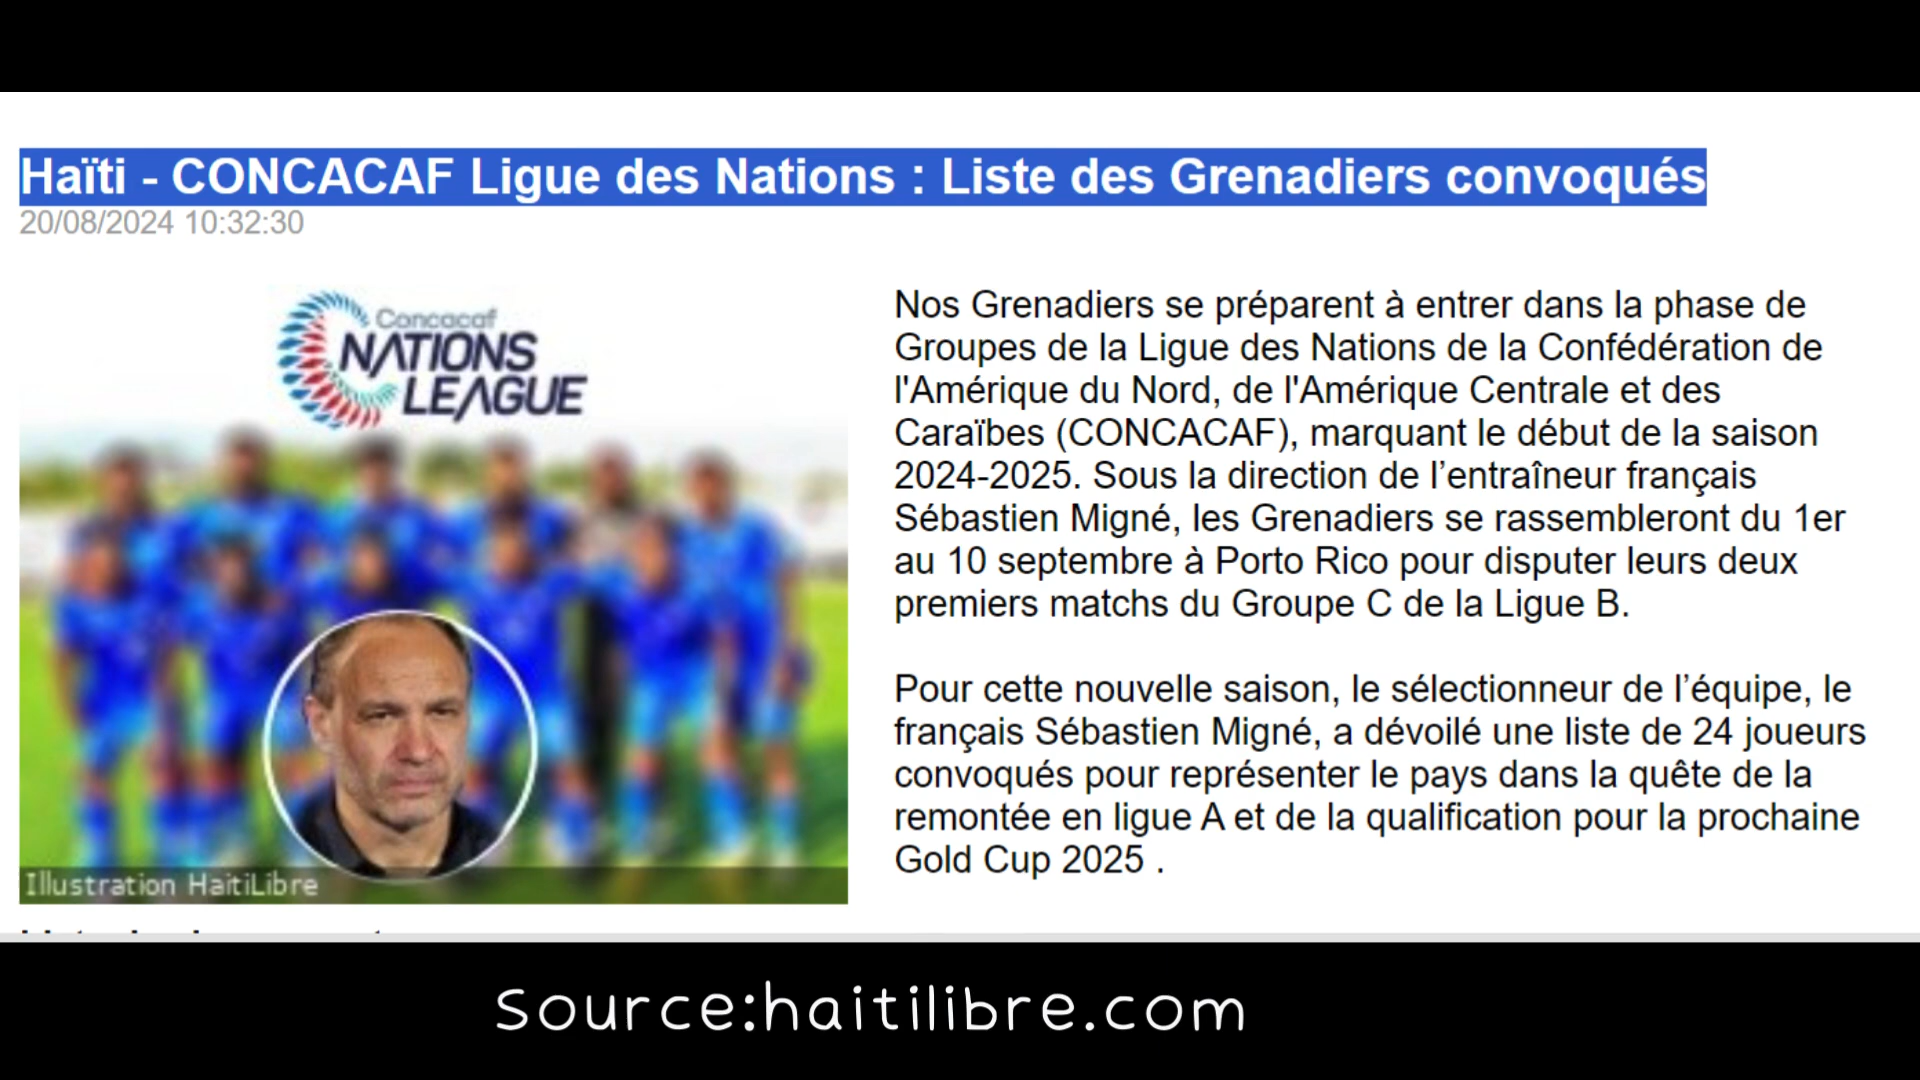 Haïti - CONCACAF Ligue des Nations : Liste des Grenadiers convoqués
20/08/2024 10:32:30
Concacaf
NATIONS
LEAGUE
Illustration HaitiLibre
Nos Grenadiers se préparent à entrer dans la phase de
Groupes de la Ligue des Nations de la Confédération de
l'Amérique du Nord, de l'Amérique Centrale et des
Caraïbes (CONCACAF), marquant le début de la saison
2024-2025. Sous la direction de l’entraîneur français
Sébastien Migné, les Grenadiers se rassembleront du 1er
au 10 septembre à Porto Rico pour disputer leurs deux
premiers matchs du Groupe C de la Ligue B.
Pour cette nouvelle saison, le sélectionneur de l’équipe, le
français Sébastien Migné, a dévoilé une liste de 24 joueurs
convoqués pour représenter le pays dans la quête de la
remontée en ligue A et de la qualification pour la prochaine
Gold Cup 2025 .
Source:haitilibre.com